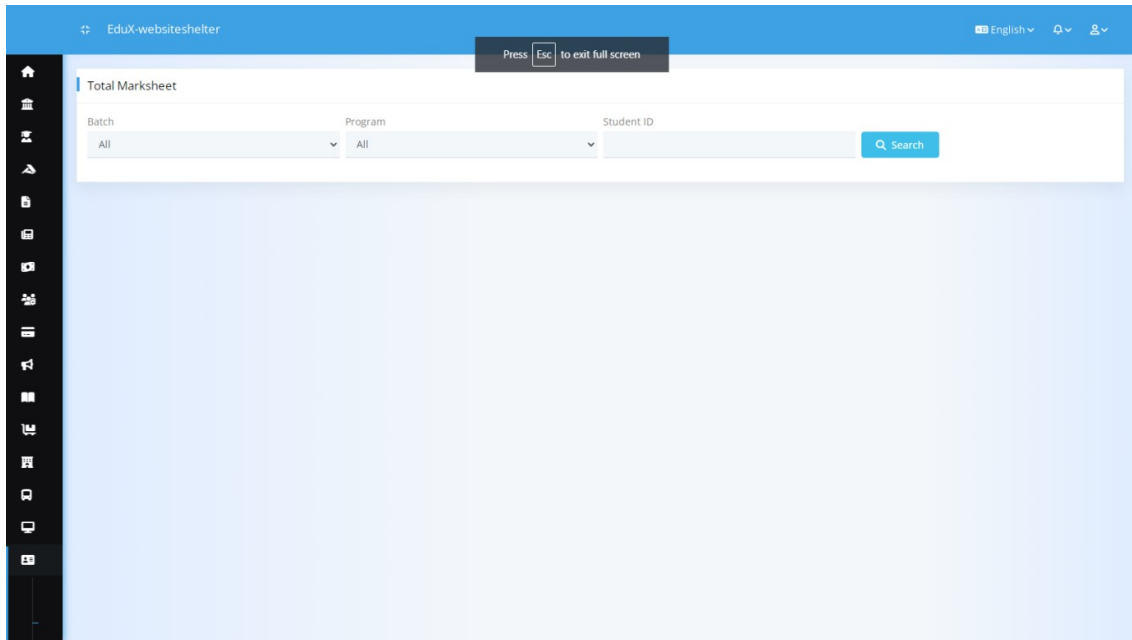 EduX-websiteshelter
English
Press Esc to exit full screen
Total Marksheet
Batch Program Student ID
All All Search